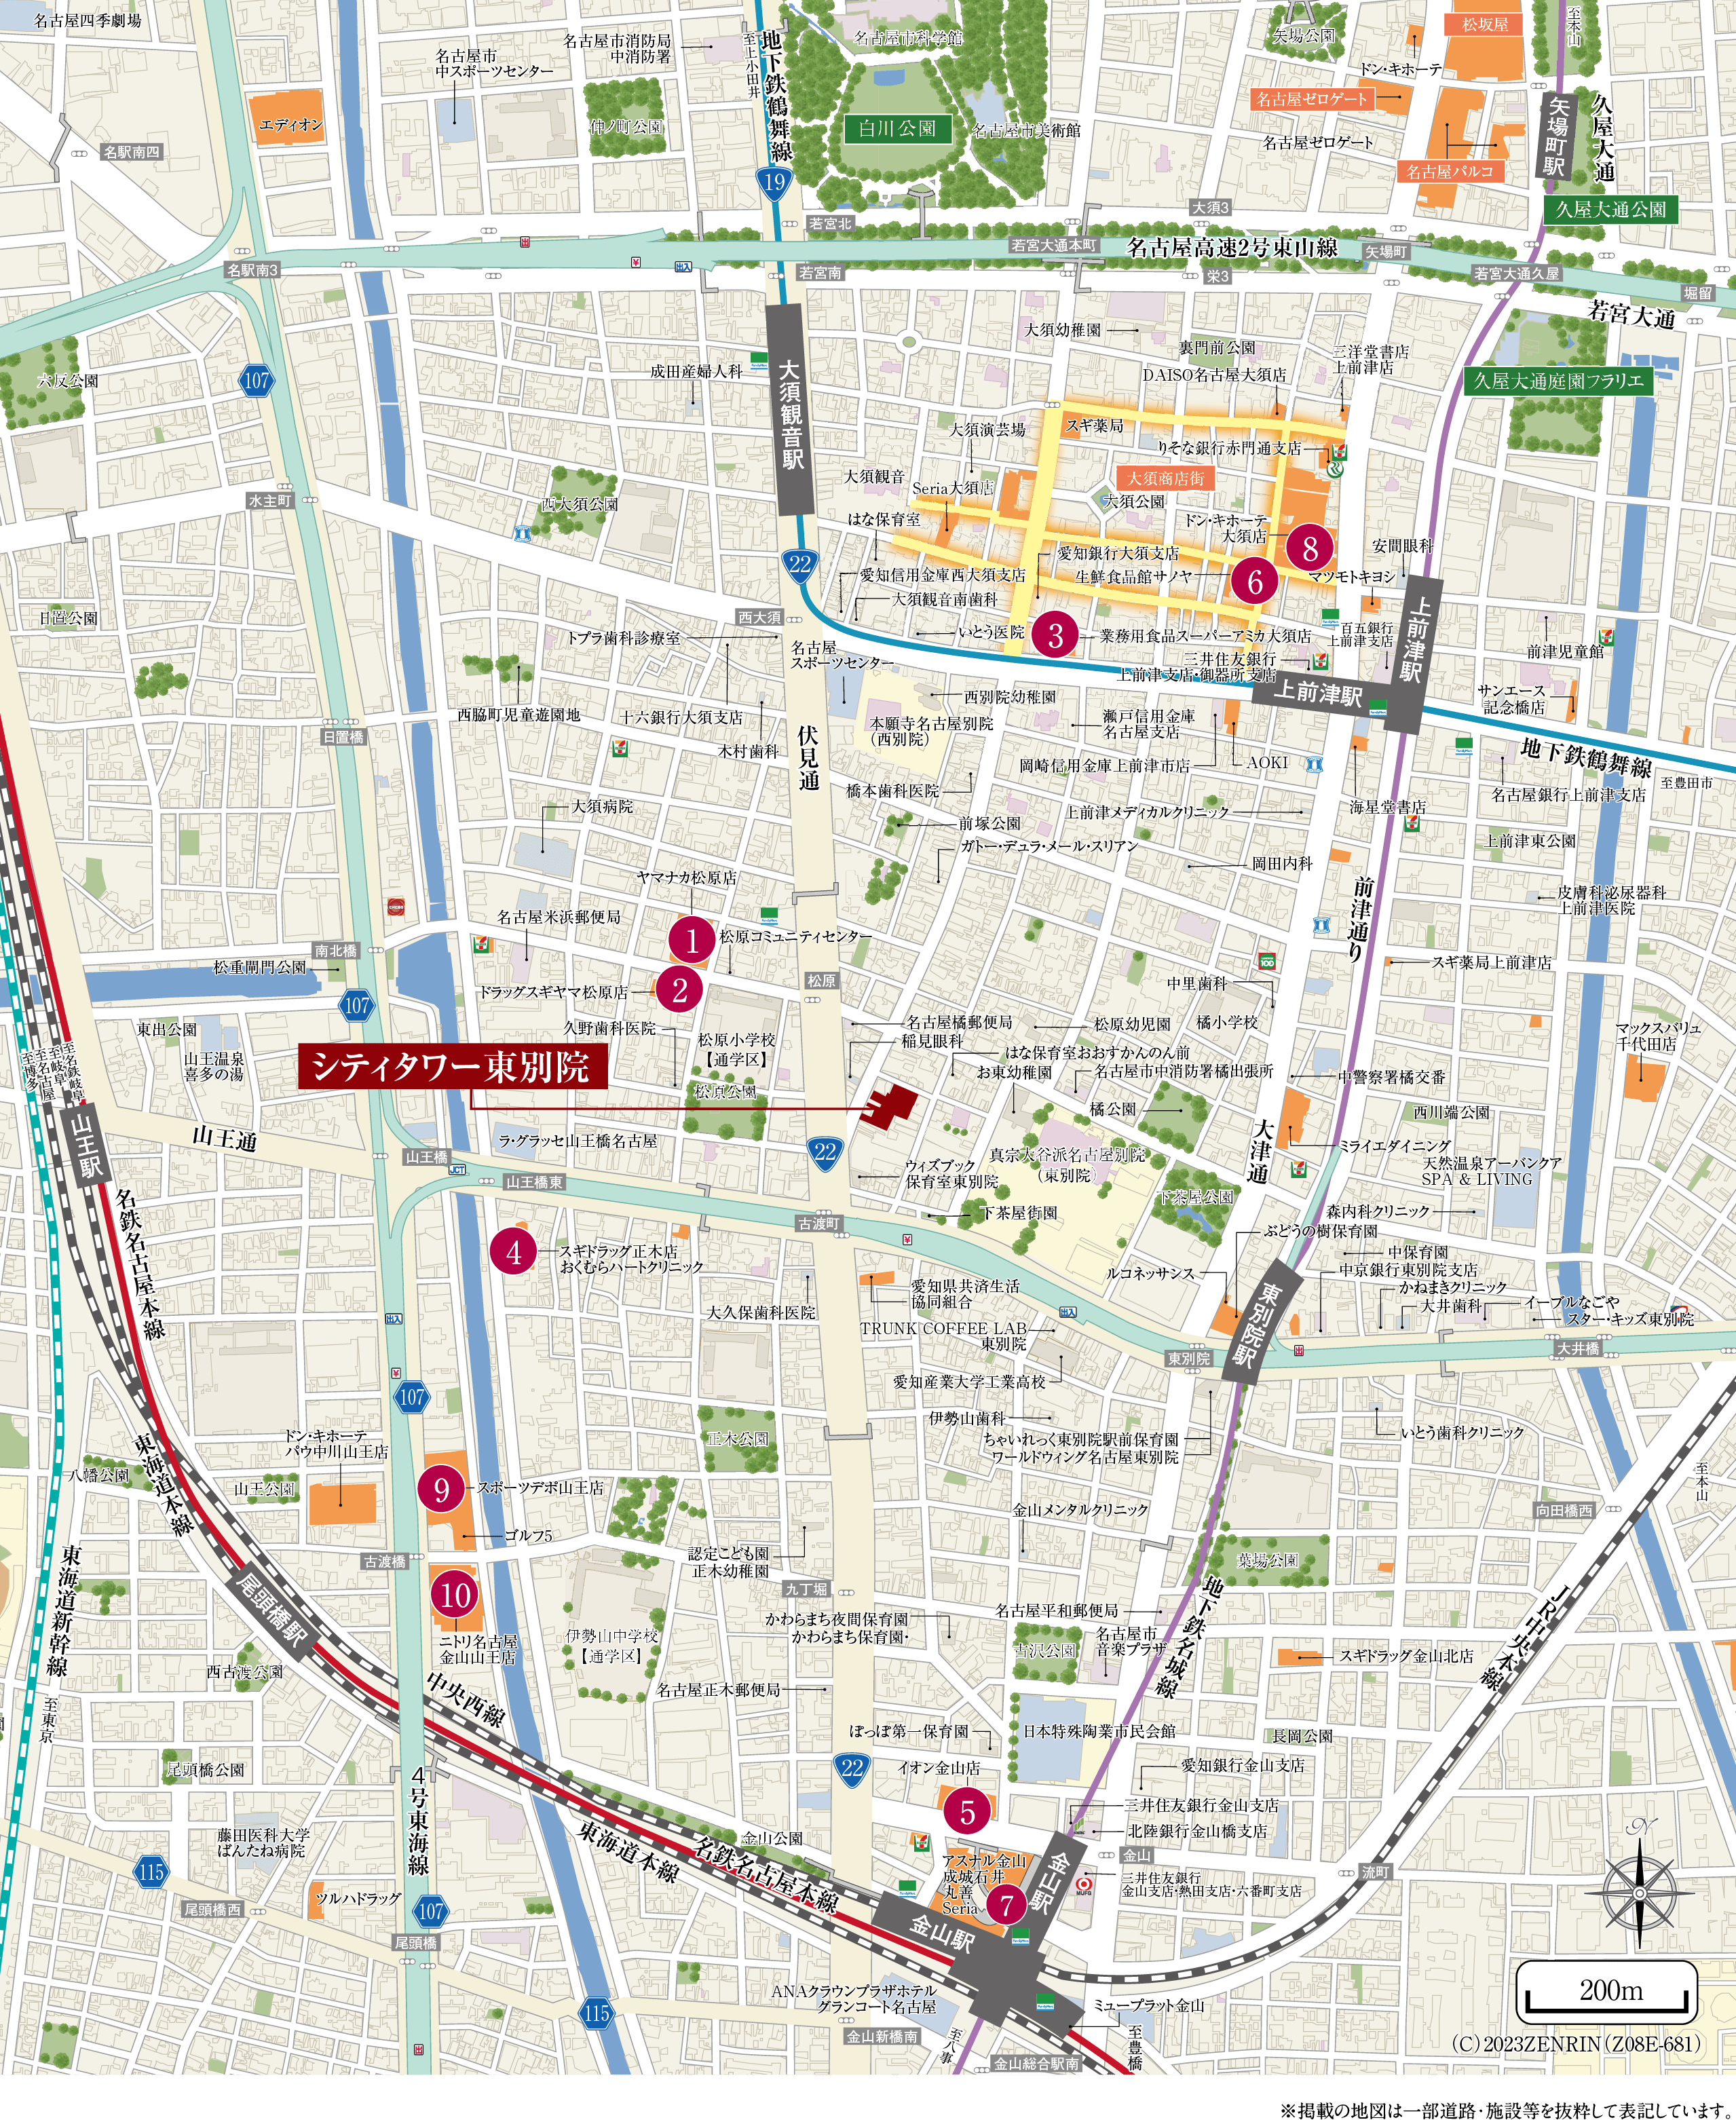 名古屋四季劇場
名古屋市
中スポーツセンター
名古屋市消防局
中消防署
至上小田井
地下鉄鶴舞線
名古屋市科学館
矢場公園
松坂屋
至本山
ドン・キホーテ
エディオン
仲ノ町公園
白川公園
名古屋市美術館
名古屋ゼロゲート
名古屋ゼロゲート
矢場町駅
久屋大通
名駅南四
19
名古屋パルコ
久屋大通公園
若宮北
大須3
名駅南3
若宮南
若宮大通本町
名古屋高速2号東山線
矢場町
栄3
若宮大通久屋
堀留
若宮大通
大須幼稚園
裏門前公園
三洋堂書店
上前津店
六反公園
107
成田産婦人科
大須観音駅
DAISO名古屋大須店
久屋大通庭園フラリエ
大須演芸場
スギ薬局
りそな銀行赤門通支店
大須観音
Seria大須店
大須商店街
大須公園
水主町
西大須公園
はな保育室
ドン・キホーテ
大須店
8
安間眼科
22
愛知銀行大須支店
愛知信用金庫西大須支店
生鮮食品館サノヤ
6
マツモトキヨシ
大須観音南歯科
日置公園
西大須
トプラ歯科診療室
名古屋
スポーツセンター
いとう医院
3
業務用食品スーパーアミカ大須店
百五銀行
上前津支店
上前津駅
前津児童館
三井住友銀行
上前津支店・御器所支店
上前津駅
西脇町児童遊園地
十六銀行大須支店
西別院幼稚園
本願寺名古屋別院
(西別院)
瀬戸信用金庫
名古屋支店
サンエース
記念橋店
日置橋
木村歯科
伏見通
岡崎信用金庫上前津市店
AOKI
地下鉄鶴舞線
至豊田市
橋本歯科医院
名古屋銀行上前津支店
大須病院
前塚公園
上前津メディカルクリニック
海星堂書店
ガトー・デュラ・メール・スリアン
上前津東公園
岡田内科
ヤマナカ松原店
前津通り
皮膚科泌尿器科
上前津医院
名古屋米浜郵便局
1
松原コミュニティセンター
南北橋
松重閘門公園
松原
スギ薬局上前津店
ドラッグスギヤマ松原店
2
中里歯科
107
久野歯科医院
松原小学校
【通学区】
名古屋橘郵便局
稲見眼科
松原幼児園
橘小学校
マックスバリュ
千代田店
東出公園
山王温泉
喜多の湯
シティタワー東別院
はな保育室おおすかんのん前
お東幼稚園
名古屋市中消防署橘出張所
中警察署橘交番
至名鉄岐阜
至岐阜
至名古屋
至博多
松原公園
橘公園
西川端公園
山王駅
山王通
ラ・グラッセ山王橋名古屋
22
大津通
ミライエダイニング
山王橋
JCT
真宗大谷派名古屋別院
(東別院)
天然温泉アーバンクア
SPA & LIVING
山王橋東
ウィズブック
保育室東別院
下茶屋公園
森内科クリニック
名鉄名古屋本線
古渡町
下茶屋街園
ぶどうの樹保育園
4
スギドラッグ正木店
おくむらハートクリニック
中保育園
ルコネッサンス
中京銀行東別院支店
かねまきクリニック
大久保歯科医院
愛知県共済生活
協同組合
東別院駅
大井歯科
イーブルなごや
スター・キッズ東別院
TRUNK COFFEE LAB
東別院
東別院
大井橋
愛知産業大学工業高校
107
伊勢山歯科
ちゃいれっく東別院駅前保育園
ワールドウィング名古屋東別院
いとう歯科クリニック
ドン・キホーテ
パウ中川山王店
正木公園
八幡公園
東海道本線
山王公園
9
スポーツデポ山王店
至本山
金山メンタルクリニック
向田橋西
ゴルフ5
古渡橋
認定こども園
正木幼稚園
葉場公園
東海道新幹線
尾頭橋駅
10
九丁堀
地下鉄名城線
JR中央本線
ニトリ名古屋
金山山王店
伊勢山中学校
【通学区】
かわらまち夜間保育園
かわらまち保育園・
名古屋平和郵便局
名古屋市
音楽プラザ
古沢公園
スギドラッグ金山北店
西古渡公園
至東京
中央西線
名古屋正木郵便局
ぽっぽ第一保育園
日本特殊陶業市民会館
長岡公園
尾頭橋公園
22
イオン金山店
愛知銀行金山支店
4号東海線
5
三井住友銀行金山支店
藤田医科大学
ばんたね病院
金山公園
北陸銀行金山橋支店
115
東海道本線
名鉄名古屋本線
アスナル金山
成城石井
丸善
Seria
7
金山駅
金山
三井住友銀行
金山支店・熱田支店・六番町支店
流町
N
ツルハドラッグ
尾頭橋西
107
尾頭橋
金山駅
ANAクラウンプラザホテル
グランコート名古屋
ミュープラット金山
200m
115
金山新橋南
至八事
金山総合駅南
至豊橋
(C)2023ZENRIN(Z08E-681)
※掲載の地図は一部道路・施設等を抜粋して表記しています。